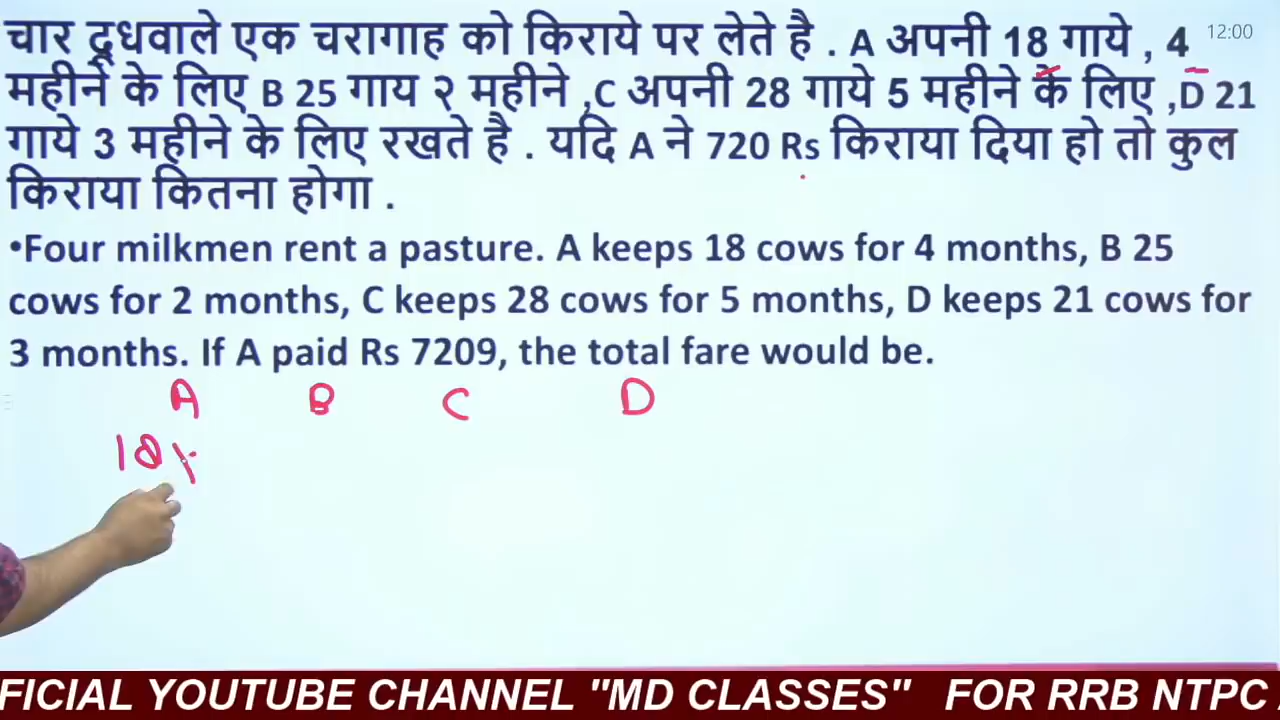 चार दूधवाले एक चरागाह को किराये पर लेते है . A अपनी 18 गाये , 4
12:00
महीने के लिए B 25 गाय २ महीने ,C अपनी 28 गाये 5 महीने के लिए ,D 21
गाये 3 महीने के लिए रखते है . यदि A ने 720 Rs किराया दिया हो तो कुल
किराया कितना होगा .
•Four milkmen rent a pasture. A keeps 18 cows for 4 months, B 25
cows for 2 months, C keeps 28 cows for 5 months, D keeps 21 cows for
3 months. If A paid Rs 7209, the total fare would be.
A B C D
18x
FICIAL YOUTUBE CHANNEL "MD CLASSES" FOR RRB NTPC